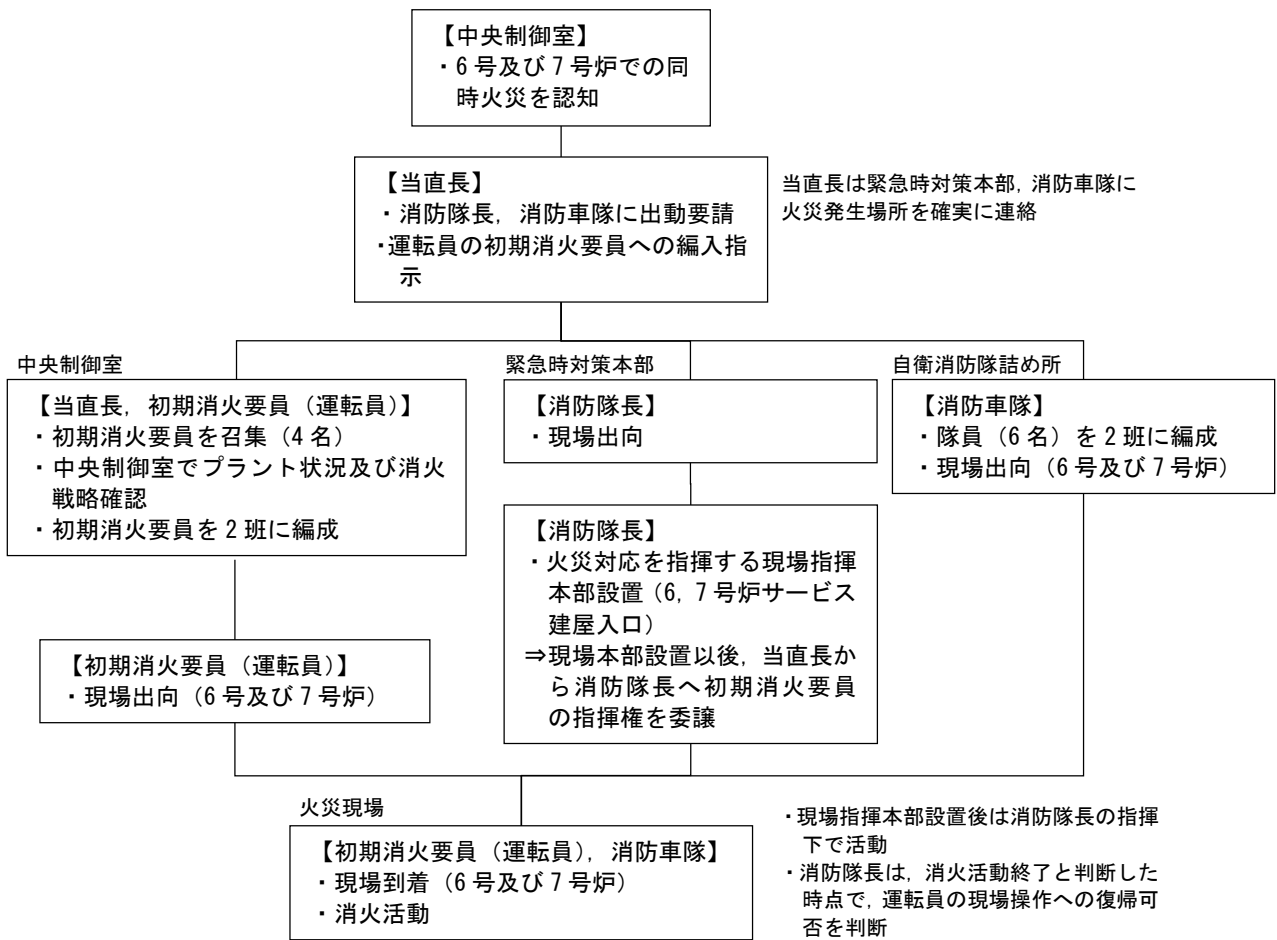 【中央制御室】
・6号及び7号炉での同
時火災を認知
【当直長】
・消防隊長，消防車隊に出動要請
・運転員の初期消火要員への編入指
示
当直長は緊急時対策本部，消防車隊に
火災発生場所を確実に連絡
中央制御室
【当直長，初期消火要員（運転員）】
・初期消火要員を召集（4名）
・中央制御室でプラント状況及び消火
戦略確認
・初期消火要員を2班に編成
緊急時対策本部
【消防隊長】
・現場出向
自衛消防隊詰め所
【消防車隊】
・隊員（6名）を2班に編成
・現場出向（6号及び7号炉）
【消防隊長】
・火災対応を指揮する現場指揮
本部設置（6，7号炉サービス
建屋入口）
⇒現場本部設置以後，当直長か
ら消防隊長へ初期消火要員
の指揮権を委譲
【初期消火要員（運転員）】
・現場出向（6号及び7号炉）
火災現場
【初期消火要員（運転員），消防車隊】
・現場到着（6号及び7号炉）
・消火活動
・現場指揮本部設置後は消防隊長の指揮
下で活動
・消防隊長は，消火活動終了と判断した
時点で，運転員の現場操作への復帰可
否を判断